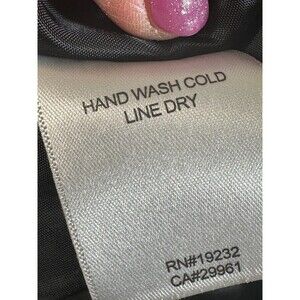 HAND WASH COLD
LINE DRY
RN#19232
CA#29961